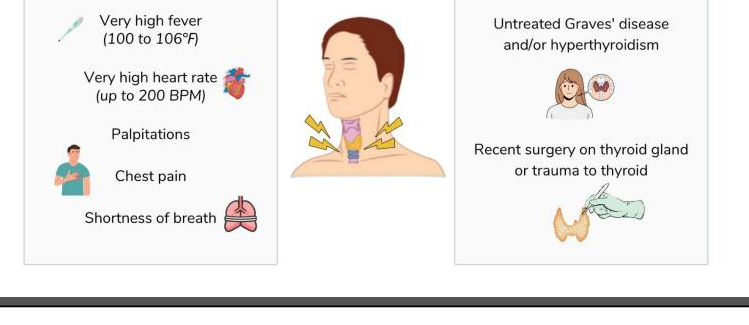 Very high fever
(100 to 106°F)
Very high heart rate
(up to 200 BPM)
Palpitations
Chest pain
Shortness of breath
Untreated Graves' disease
and/or hyperthyroidism
Recent surgery on thyroid gland
or trauma to thyroid